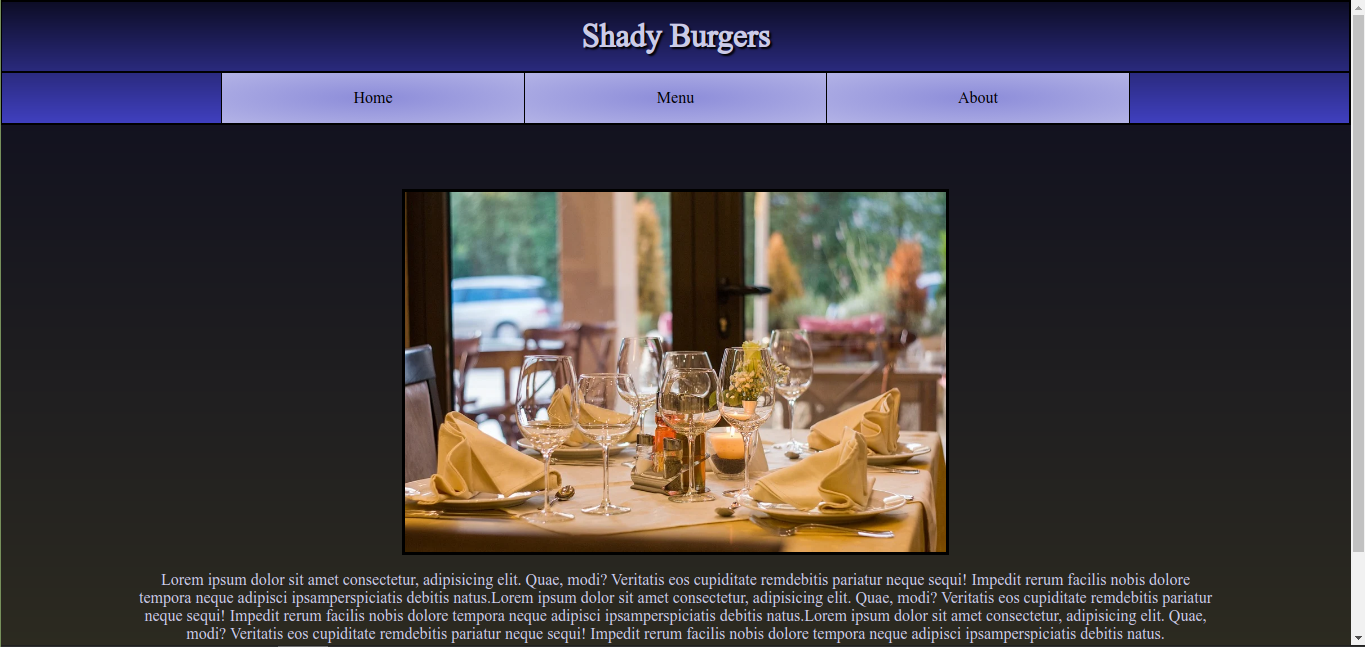 Shady Burgers
Home
Menu
About
Lorem ipsum dolor sit amet consectetur, adipisicing elit. Quae, modi? Veritatis eos cupiditate remdebitis pariatur neque sequi! Impedit rerum facilis nobis dolore
tempora neque adipisci ipsamperspiciatis debitis natus.Lorem ipsum dolor sit amet consectetur, adipisicing elit. Quae, modi? Veritatis eos cupiditate remdebitis pariatur
neque sequi! Impedit rerum facilis nobis dolore tempora neque adipisci ipsamperspiciatis debitis natus.Lorem ipsum dolor sit amet consectetur, adipisicing elit. Quae,
modi? Veritatis eos cupiditate remdebitis pariatur neque sequi! Impedit rerum facilis nobis dolore tempora neque adipisci ipsamperspiciatis debitis natus.